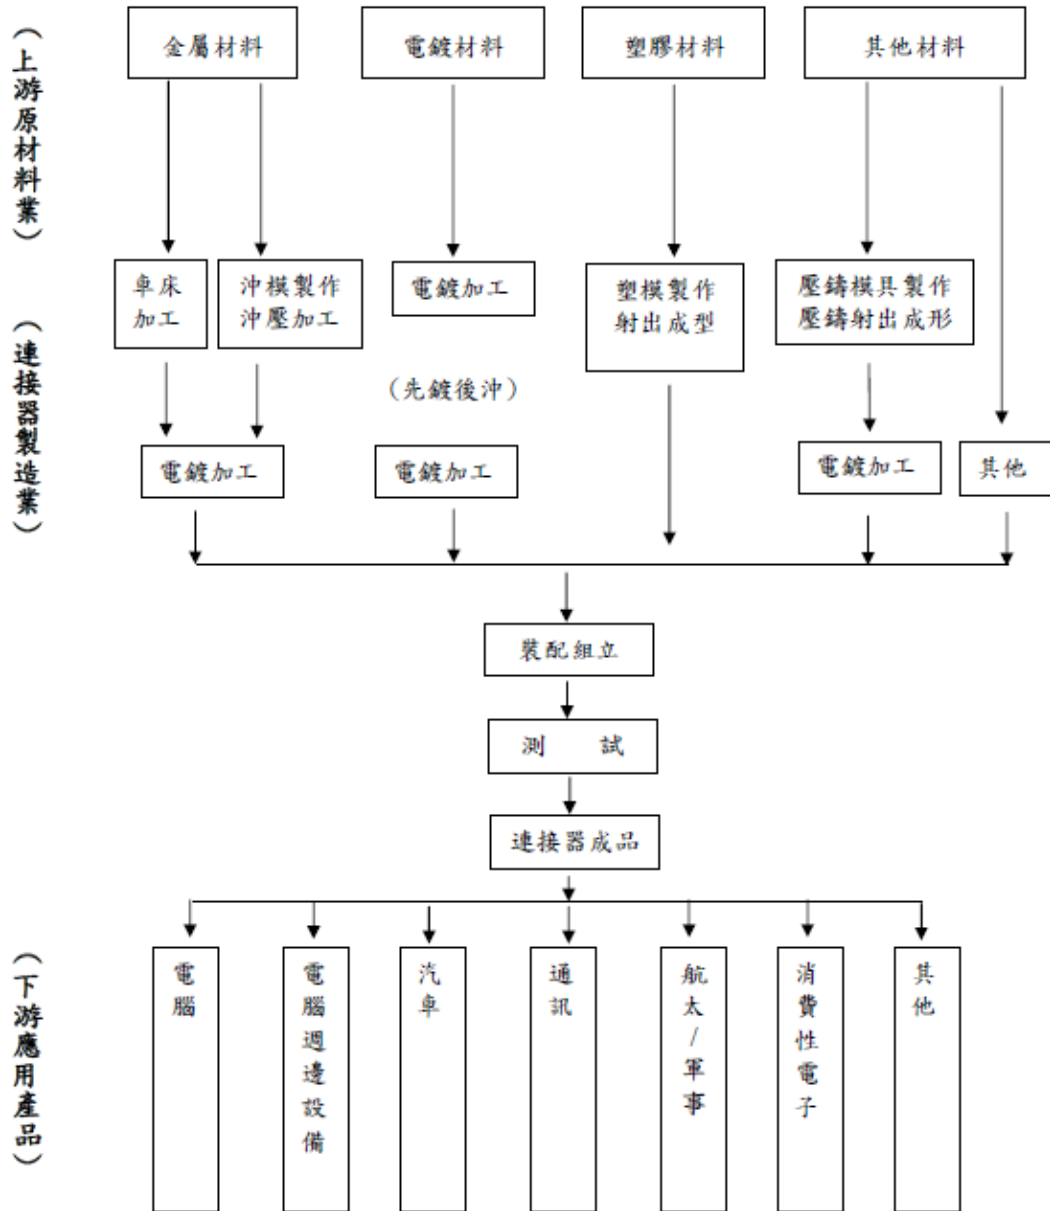 （上游原材料業）
金屬材料
電鍍材料
塑膠材料
其他材料
（連接器製造業）
車床
加工
沖模製作
沖壓加工
電鍍加工
塑模製作
射出成型
壓鑄模具製作
壓鑄射出成形
（先鍍後沖）
電鍍加工
電鍍加工
電鍍加工
其他
裝配組立
測　試
連接器成品
（下游應用產品）
電腦
電腦週邊設備
汽車
通訊
航太/軍事
消費性電子
其他